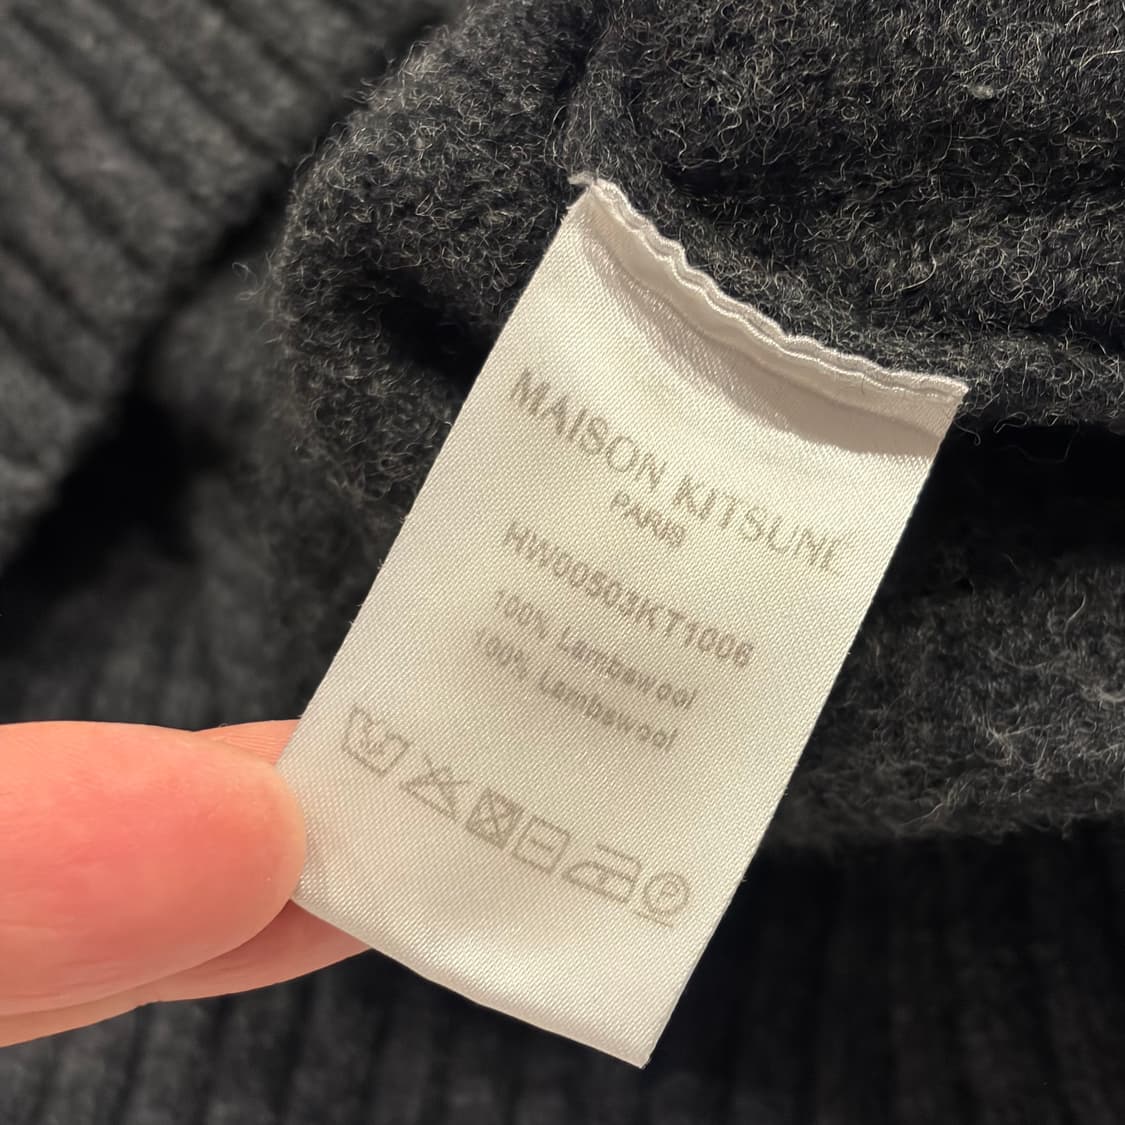 MAISON KITSUNÉ
PARIS
HW00503KT1006
100% Lambswool
100% Lambswool
P